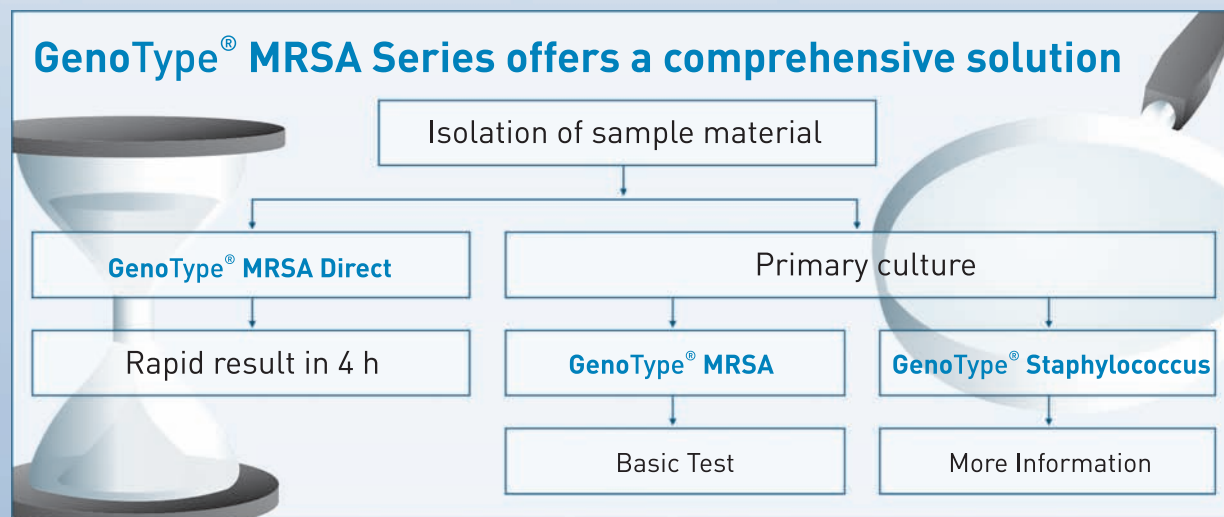 GenoType® MRSA Series offers a comprehensive solution
Isolation of sample material
GenoType® MRSA Direct
Primary culture
Rapid result in 4 h
GenoType® MRSA
GenoType® Staphylococcus
Basic Test
More Information